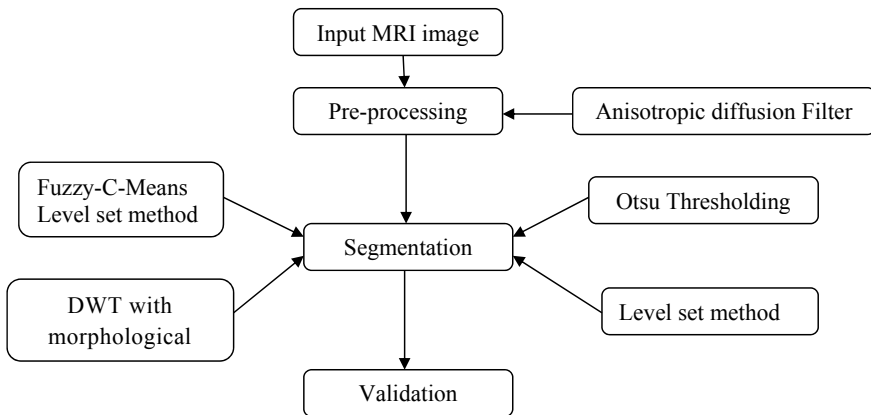 Input MRI image
Pre-processing
Anisotropic diffusion Filter
Fuzzy-C-Means
Level set method
Otsu Thresholding
Segmentation
DWT with
morphological
Level set method
Validation